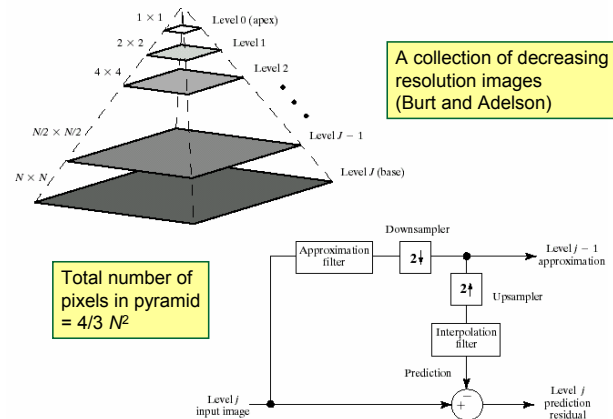 1 × 1
Level 0 (apex)
2 × 2
Level 1
4 × 4
Level 2
N/2 × N/2
Level J − 1
N × N
Level J (base)
A collection of decreasing
resolution images
(Burt and Adelson)
Total number of
pixels in pyramid
= 4/3 N²
Downsampler
Approximation
filter
2↓
Level j − 1
approximation
2↑
Upsampler
Interpolation
filter
Prediction
Level j
input image
+
−
Level j
prediction
residual